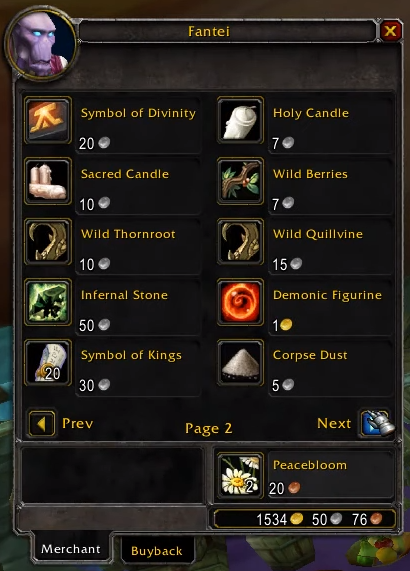 Fantei
Symbol of Divinity
20
Holy Candle
7
Sacred Candle
10
Wild Berries
7
Wild Thornroot
10
Wild Quillvine
15
Infernal Stone
50
Demonic Figurine
1
20
Symbol of Kings
30
Corpse Dust
5
Prev
Page 2
Next
2
Peacebloom
20
1534 50 76
Merchant
Buyback